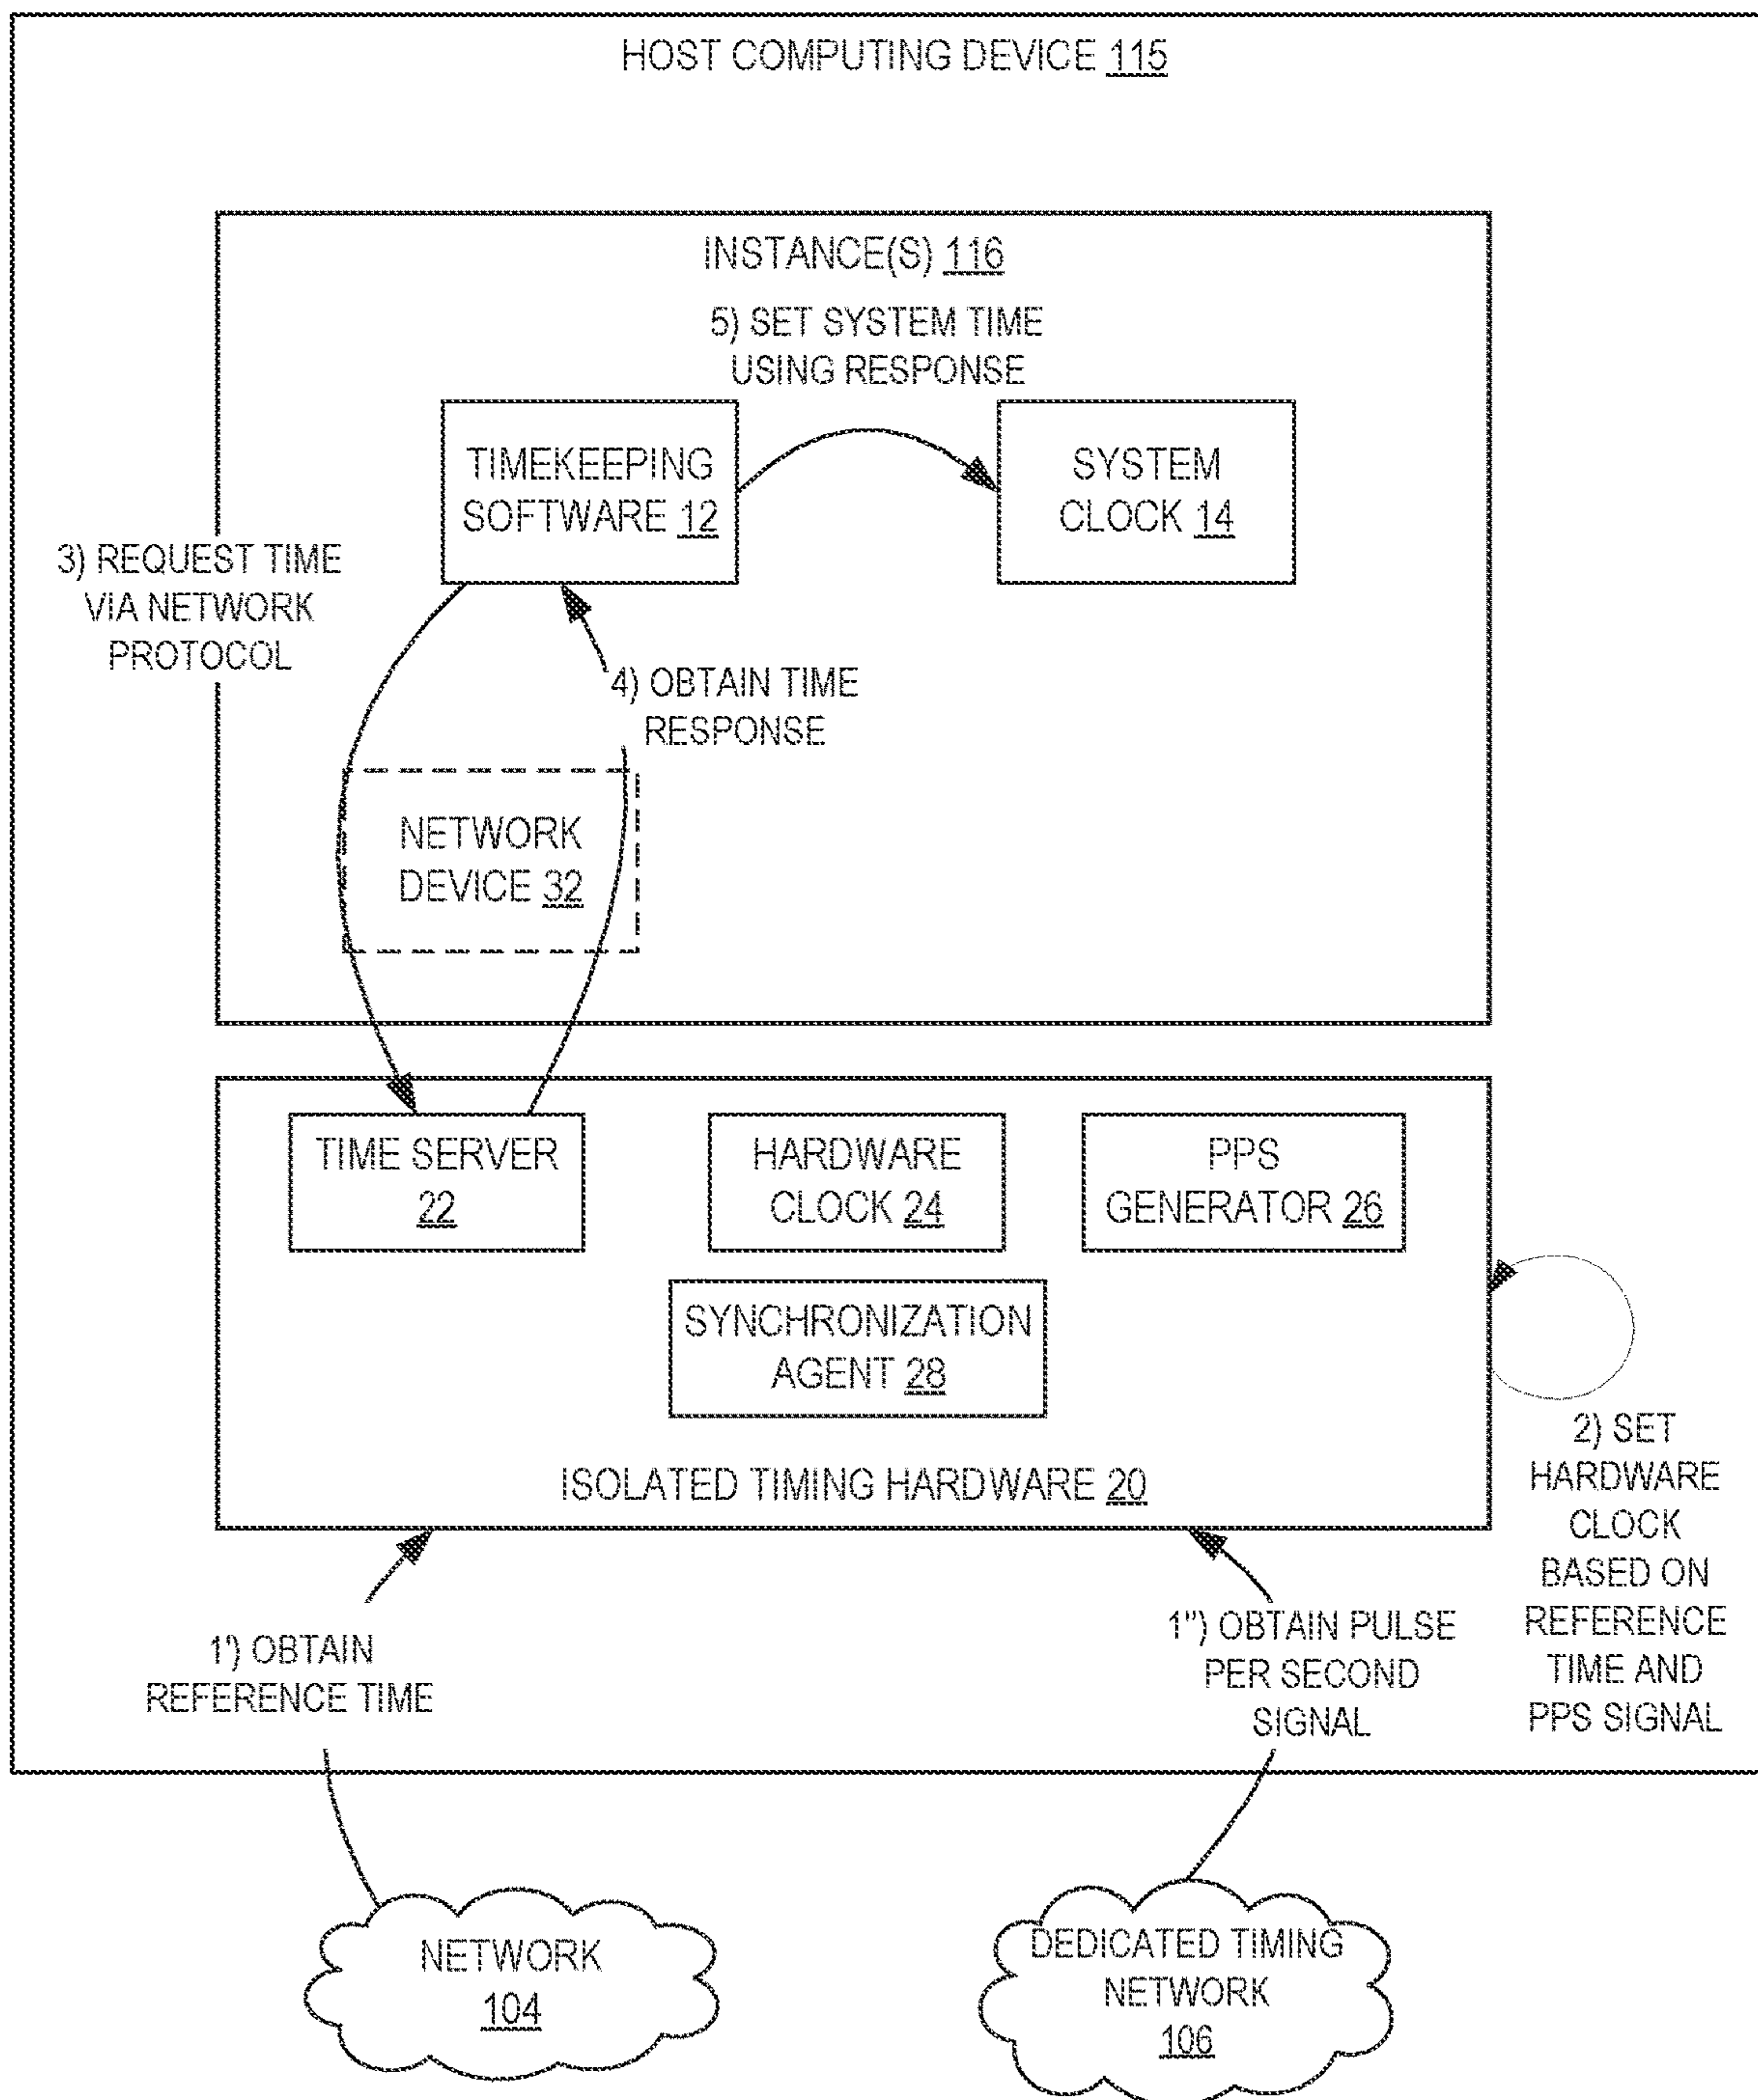 HOST COMPUTING DEVICE 115
INSTANCE(S) 116
5) SET SYSTEM TIME
USING RESPONSE
TIMEKEEPING
SOFTWARE 12
SYSTEM
CLOCK 14
3) REQUEST TIME
VIA NETWORK
PROTOCOL
4) OBTAIN TIME
RESPONSE
NETWORK
DEVICE 32
TIME SERVER
22
HARDWARE
CLOCK 24
PPS
GENERATOR 26
SYNCHRONIZATION
AGENT 28
ISOLATED TIMING HARDWARE 20
2) SET
HARDWARE
CLOCK
BASED ON
REFERENCE
TIME AND
PPS SIGNAL
1') OBTAIN
REFERENCE TIME
1") OBTAIN PULSE
PER SECOND
SIGNAL
NETWORK
104
DEDICATED TIMING
NETWORK
106